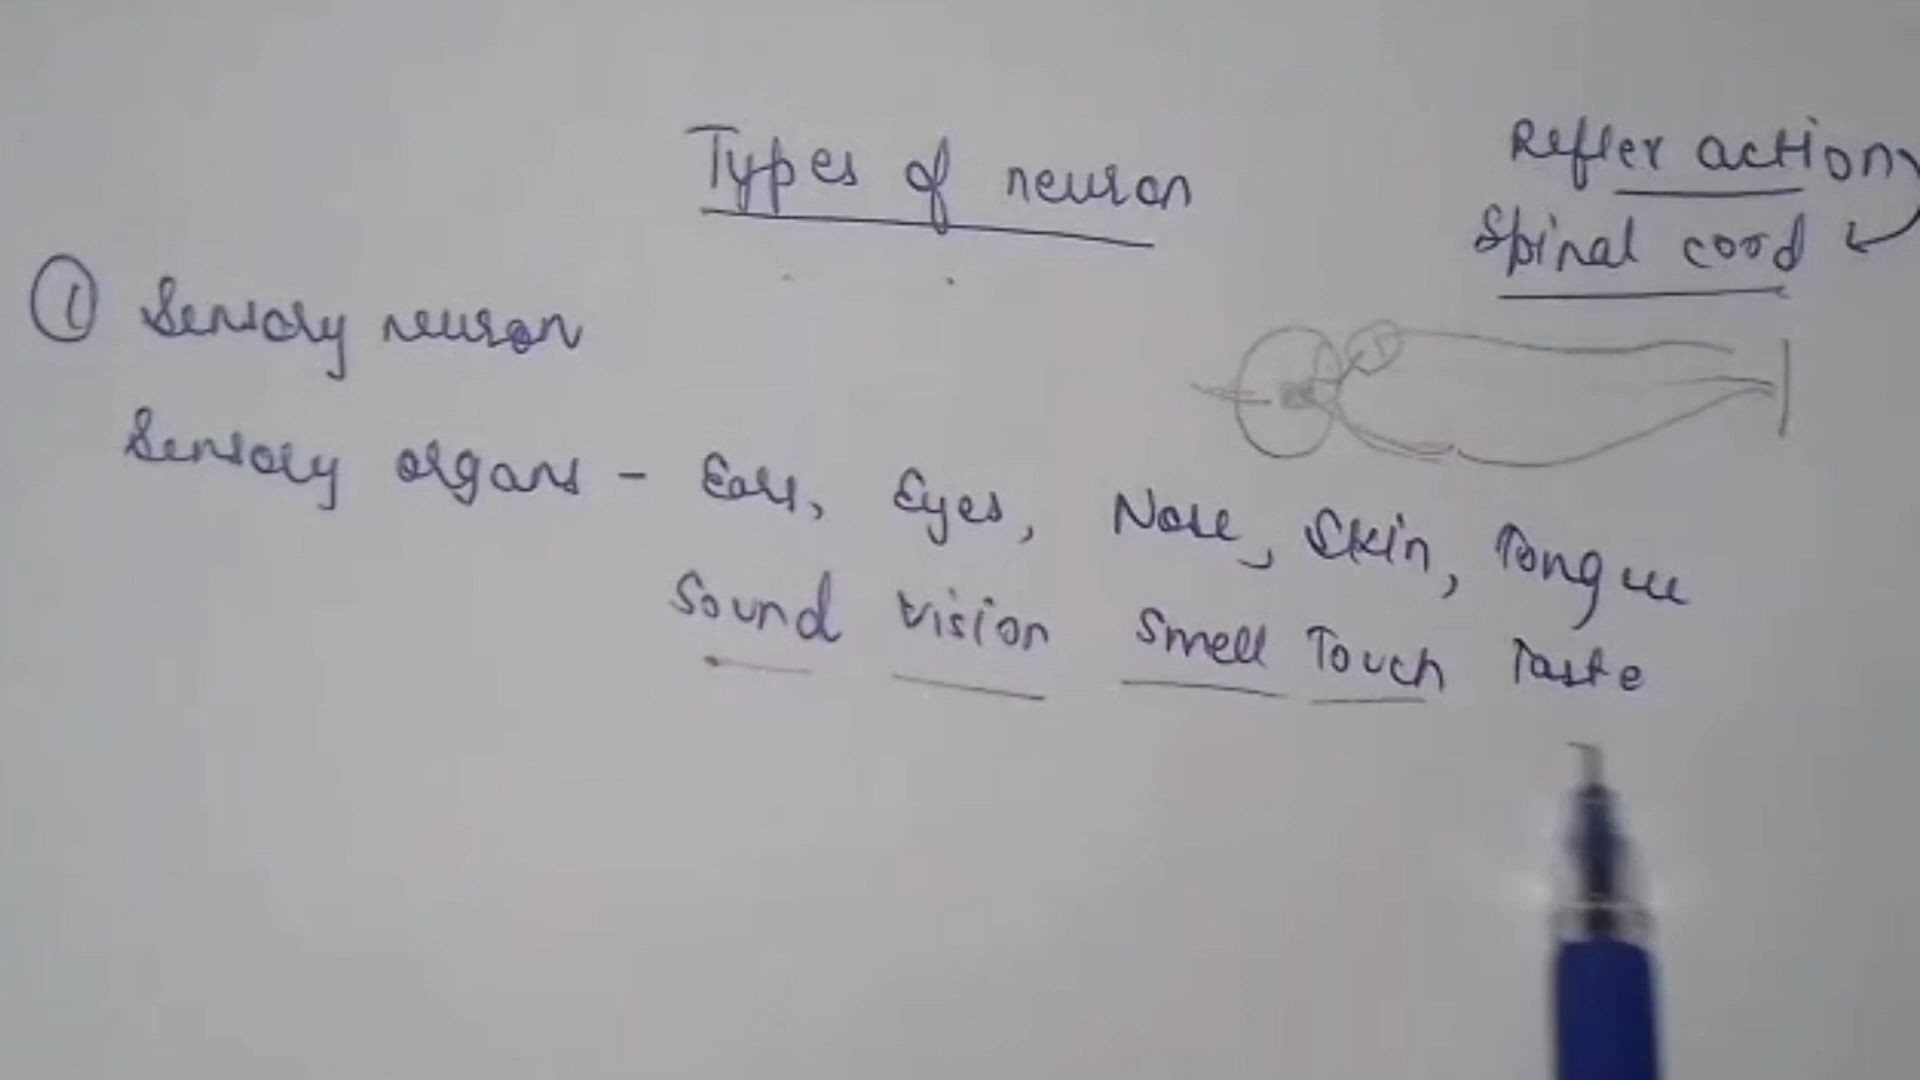 Types of neuron
Reflex action
Spinal cord
① Sensory neuron
Sensory organs - Ears, Eyes, Nose, Skin, Tongue
Sound Vision Smell Touch Taste